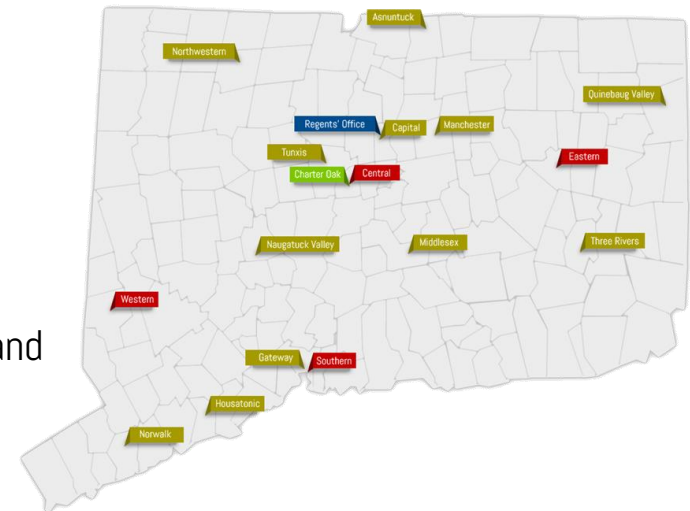 Asnuntuck
Northwestern
Quinebaug Valley
Regents' Office
Capital
Manchester
Tunxis
Eastern
Charter Oak
Central
Naugatuck Valley
Middlesex
Three Rivers
Western
and
Gateway
Southern
Housatonic
Norwalk